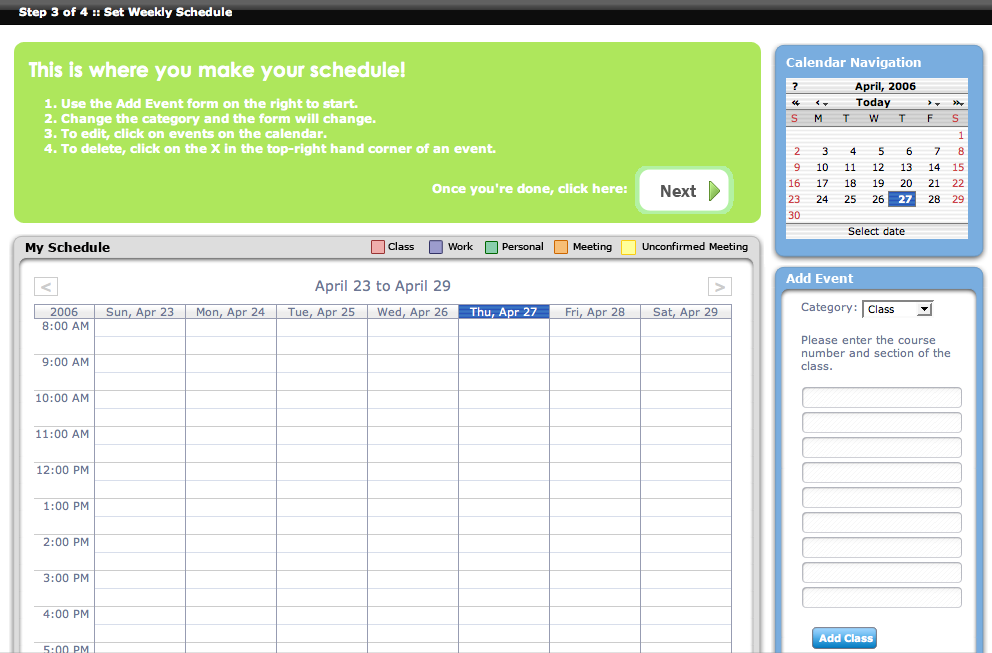 Step 3 of 4 :: Set Weekly Schedule
This is where you make your schedule!
1. Use the Add Event form on the right to start.
2. Change the category and the form will change.
3. To edit, click on events on the calendar.
4. To delete, click on the X in the top-right hand corner of an event.
Once you're done, click here:
Next
Calendar Navigation
? April, 2006
« ‹ Today › »
S M T W T F S
1
2 3 4 5 6 7 8
9 10 11 12 13 14 15
16 17 18 19 20 21 22
23 24 25 26 27 28 29
30
Select date
My Schedule Class Work Personal Meeting Unconfirmed Meeting
< April 23 to April 29 >
2006 Sun, Apr 23 Mon, Apr 24 Tue, Apr 25 Wed, Apr 26 Thu, Apr 27 Fri, Apr 28 Sat, Apr 29
8:00 AM
9:00 AM
10:00 AM
11:00 AM
12:00 PM
1:00 PM
2:00 PM
3:00 PM
4:00 PM
5:00 PM
Add Event
Category: Class
Please enter the course
number and section of the
class.
Add Class